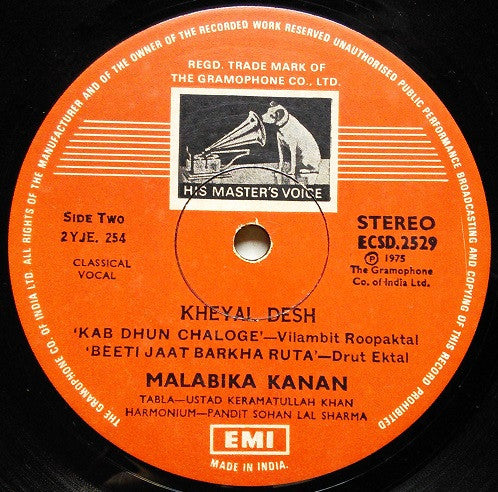 ALL RIGHTS OF THE MANUFACTURER AND OF THE OWNER OF THE RECORDED WORK RESERVED UNAUTHORISED PUBLIC PERFORMANCE BROADCASTING AND COPYING OF THIS RECORD PROHIBITED
THE GRAMOPHONE CO. OF INDIA LTD.
REGD. TRADE MARK OF
THE GRAMOPHONE CO., LTD.
HIS MASTER'S VOICE
SIDE TWO
2YJE. 254
CLASSICAL
VOCAL
STEREO
ECSD.2529
Ⓟ 1975
The Gramophone
Co. of India Ltd.
KHEYAL DESH
‘KAB DHUN CHALOGE’—Vilambit Roopaktal
‘BEETI JAAT BARKHA RUTA’—Drut Ektal
MALABIKA KANAN
TABLA—USTAD KERAMATULLAH KHAN
HARMONIUM—PANDIT SOHAN LAL SHARMA
EMI
MADE IN INDIA.